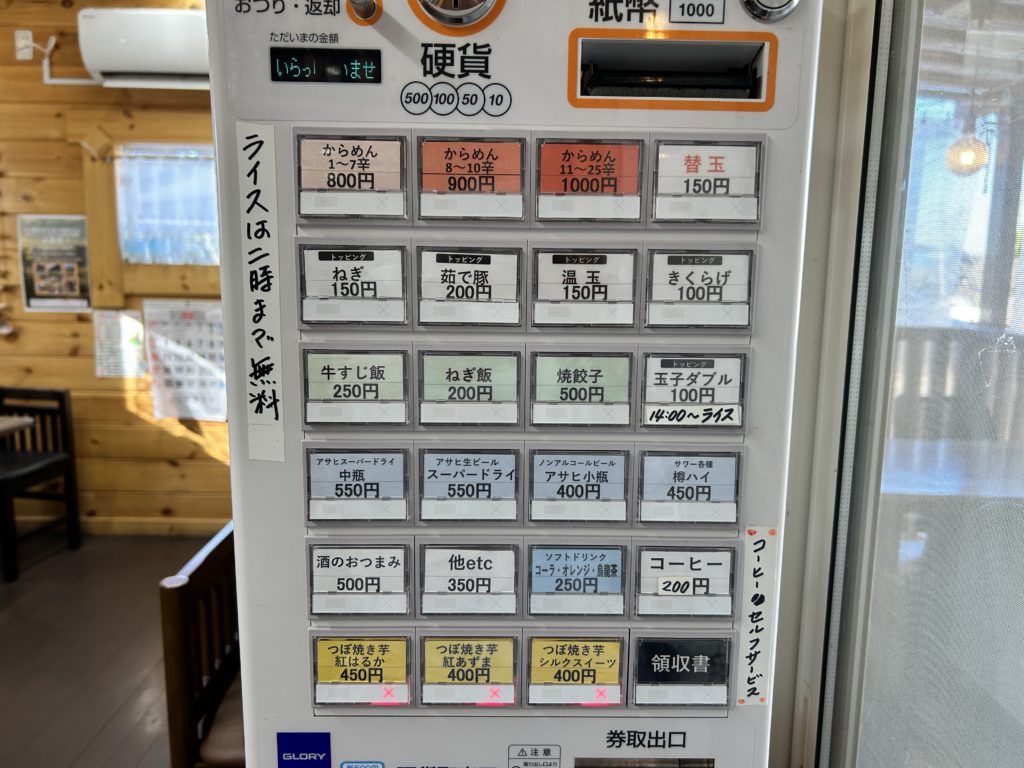 おつり・返却
ただいまの金額
いらっ いませ
硬貨
500 100 50 10
紙幣
1000
ライスは二時まで無料
からめん
1～7辛
800円
からめん
8～10辛
900円
からめん
11～25辛
1000円
替玉
150円
トッピング
ねぎ
150円
トッピング
茹で豚
200円
トッピング
温玉
150円
トッピング
きくらげ
100円
牛すじ飯
250円
ねぎ飯
200円
焼餃子
500円
トッピング
玉子ダブル
100円
14:00～ライス
アサヒスーパードライ
中瓶
550円
アサヒ生ビール
スーパードライ
550円
ノンアルコールビール
アサヒ小瓶
400円
サワー各種
樽ハイ
450円
酒のおつまみ
500円
他etc
350円
ソフトドリンク
コーラ・オレンジ・烏龍茶
250円
コーヒー
200円
コーヒーセルフサービス
つぼ焼き芋
紅はるか
450円
つぼ焼き芋
紅あずま
400円
つぼ焼き芋
シルクスイーツ
400円
領収書
GLORY
注意
券取出口